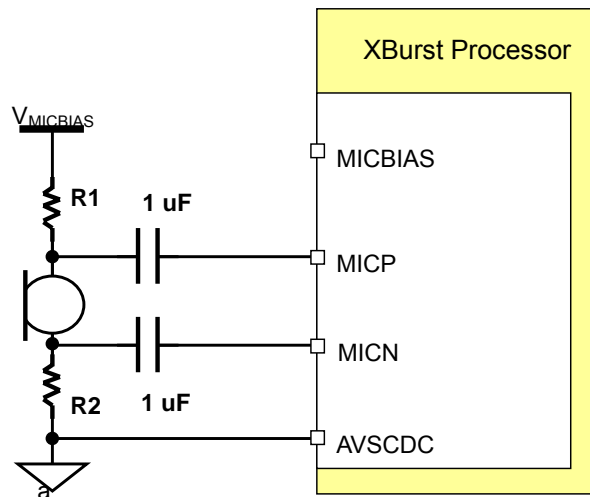 XBurst Processor
VMICBIAS
MICBIAS
R1
1 uF
MICP
MICN
R2
1 uF
AVSCDC
a